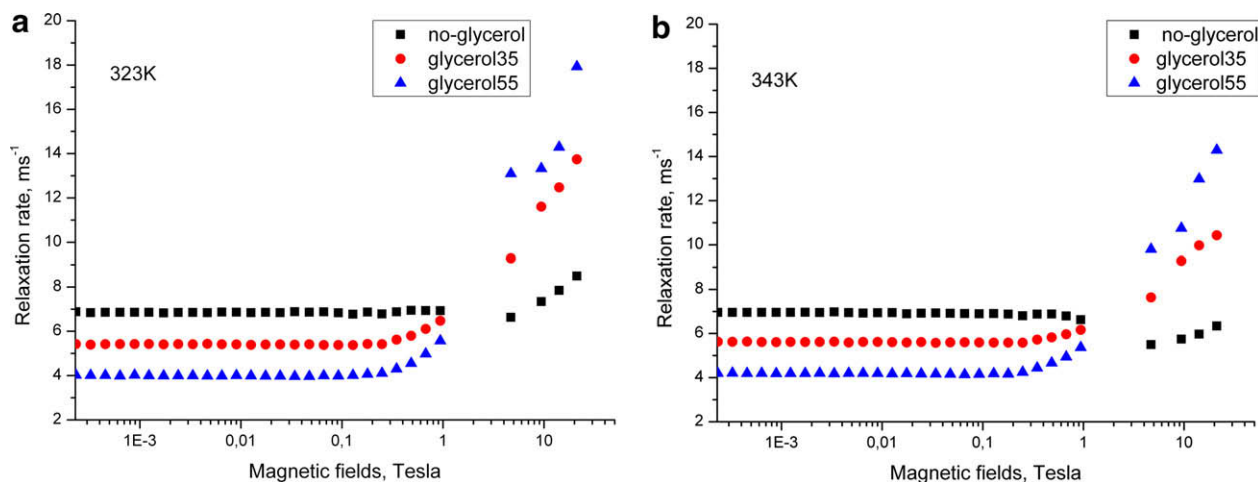 a
323K
no-glycerol
glycerol35
glycerol55
20
18
16
14
12
10
8
6
4
2
Relaxation rate, ms⁻¹
1E-3
0,01
0,1
1
10
Magnetic fields, Tesla
b
343K
no-glycerol
glycerol35
glycerol55
20
18
16
14
12
10
8
6
4
2
Relaxation rate, ms⁻¹
1E-3
0,01
0,1
1
10
Magnetic fields, Tesla